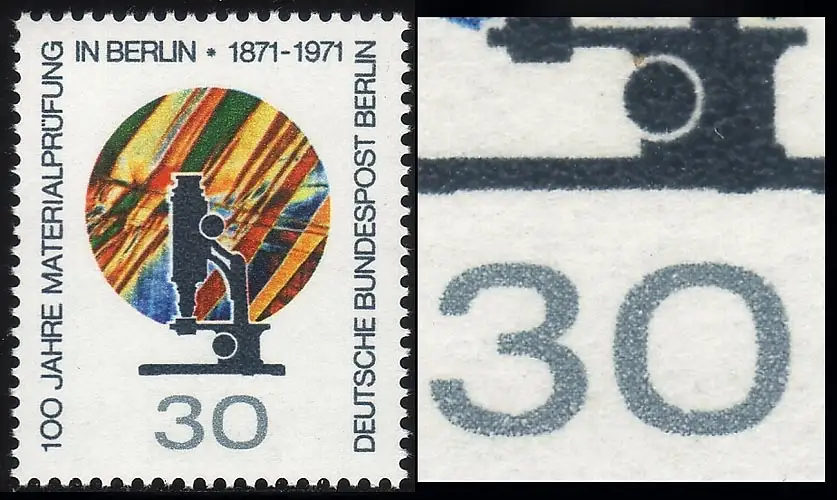 100 JAHRE MATERIALPRÜFUNG
IN BERLIN * 1871-1971
DEUTSCHE BUNDESPOST BERLIN
30
30